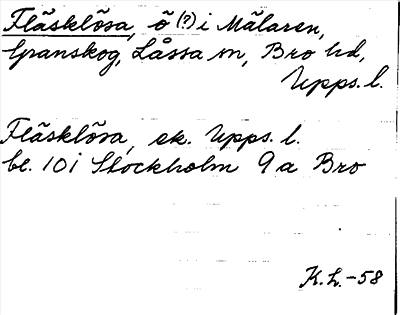 Fläsklösa, ö (?) i Mälaren,
Granskog, Låssa sn, Bro hd,
Upps. l.
Fläsklösa, ek. Upps. l.
bl. 10 i Stockholm 9 a Bro
K.L. -58